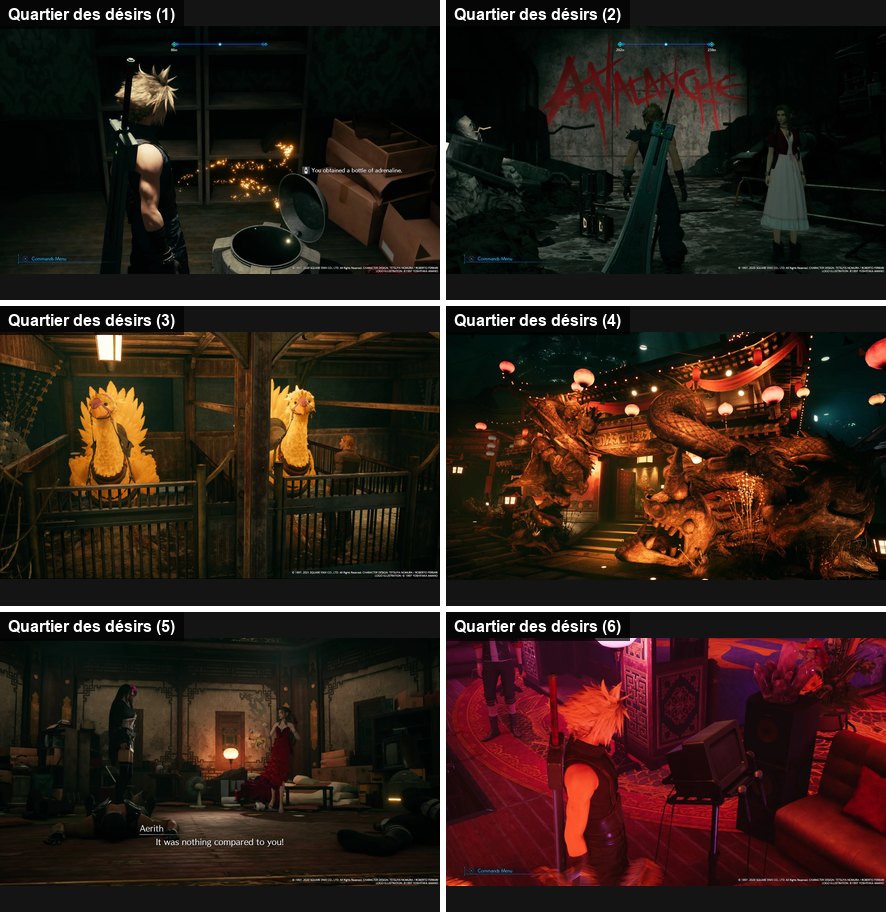 Quartier des désirs (1)
Quartier des désirs (2)
You obtained a bottle of adrenaline.
AVALANCHE
Commands Menu
Commands Menu
Quartier des désirs (3)
Quartier des désirs (4)
Quartier des désirs (5)
Quartier des désirs (6)
Aerith
It was nothing compared to you!
Commands Menu